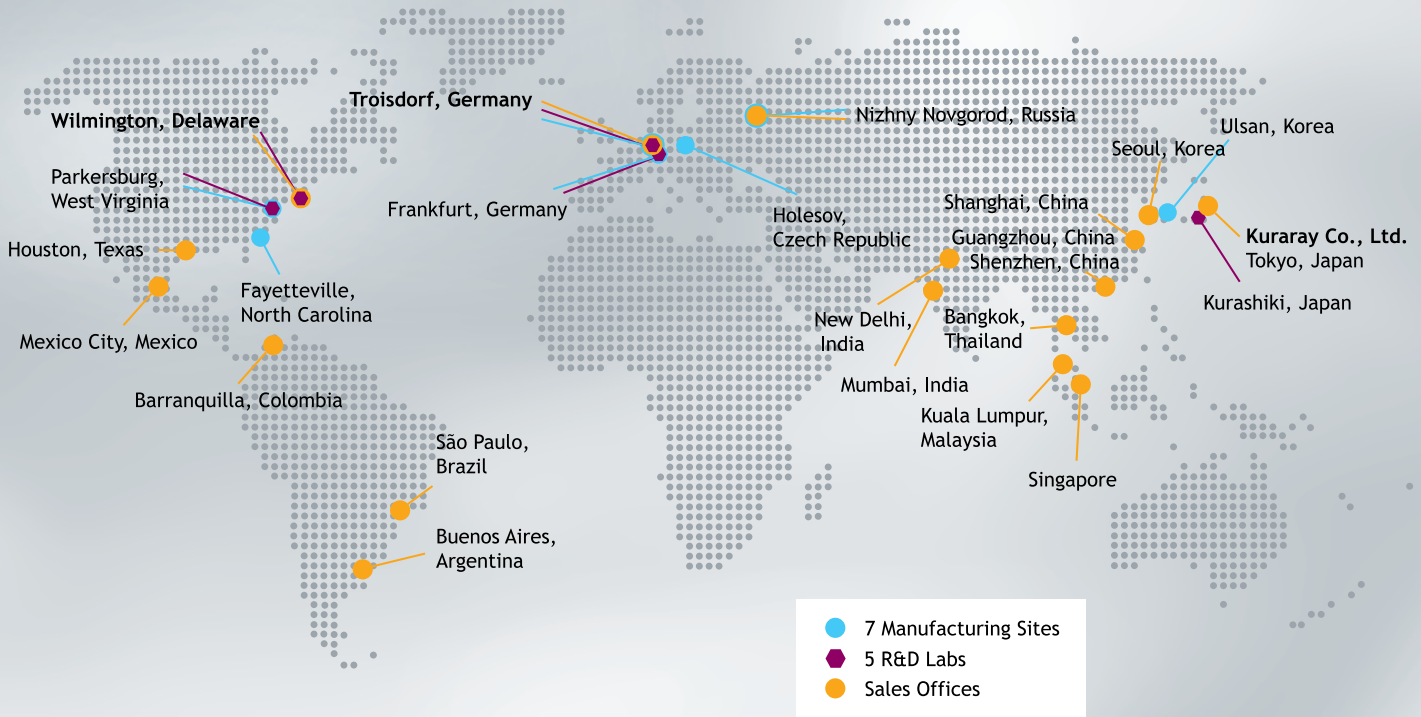 Troisdorf, Germany
Wilmington, Delaware
Nizhny Novgorod, Russia
Ulsan, Korea
Seoul, Korea
Parkersburg,
West Virginia
Frankfurt, Germany
Holesov,
Czech Republic
Shanghai, China
Guangzhou, China
Shenzhen, China
Kuraray Co., Ltd.
Tokyo, Japan
Kurashiki, Japan
Houston, Texas
Fayetteville,
North Carolina
Mexico City, Mexico
Barranquilla, Colombia
New Delhi,
India
Bangkok,
Thailand
Mumbai, India
Kuala Lumpur,
Malaysia
Singapore
São Paulo,
Brazil
Buenos Aires,
Argentina
7 Manufacturing Sites
5 R&D Labs
Sales Offices